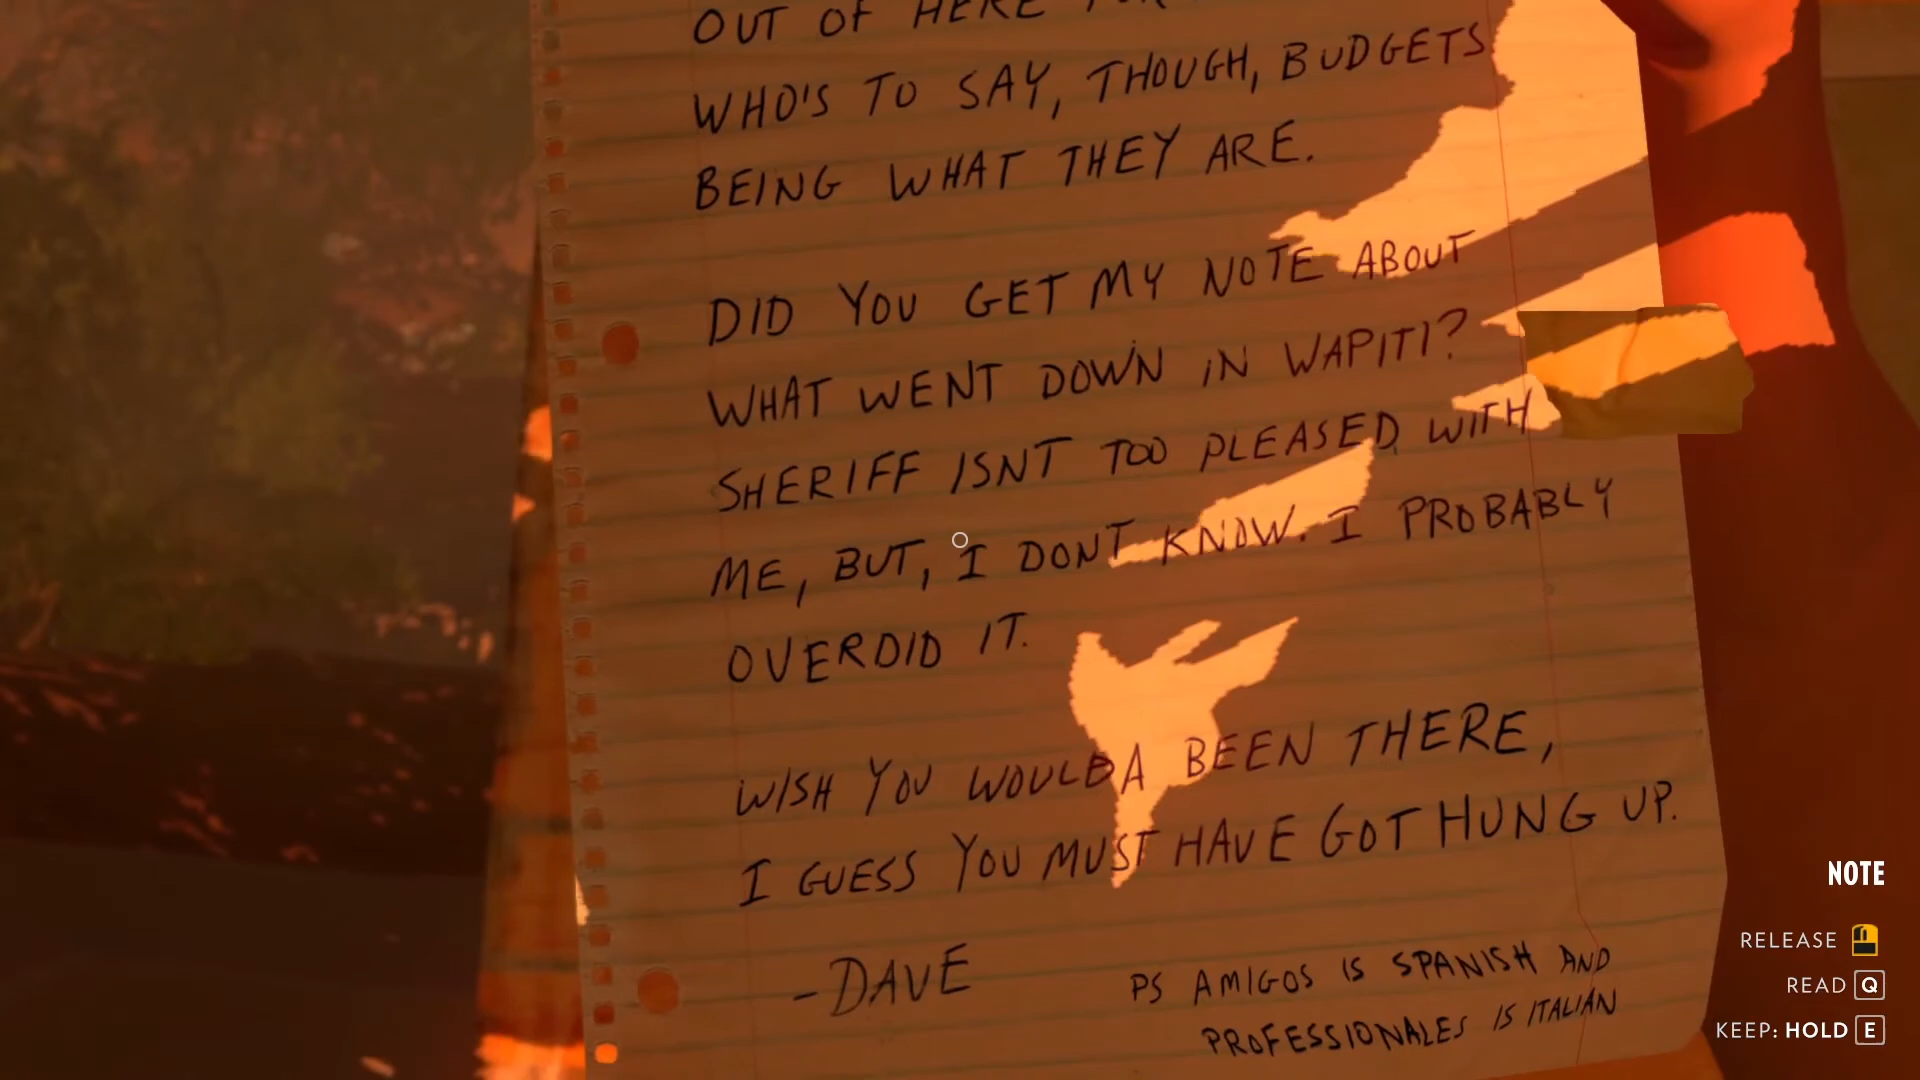 OUT OF HERE
WHO'S TO SAY, THOUGH, BUDGETS
BEING WHAT THEY ARE.
DID YOU GET MY NOTE ABOUT
WHAT WENT DOWN IN WAPITI?
SHERIFF ISNT TOO PLEASED WITH
ME, BUT, I DONT KNOW. I PROBABLY
OVERDID IT.
WISH YOU WOULDA BEEN THERE,
I GUESS YOU MUST HAVE GOT HUNG UP.
-DAVE
PS AMIGOS IS SPANISH AND
PROFESSIONALES IS ITALIAN
NOTE
RELEASE
READ Q
KEEP: HOLD E